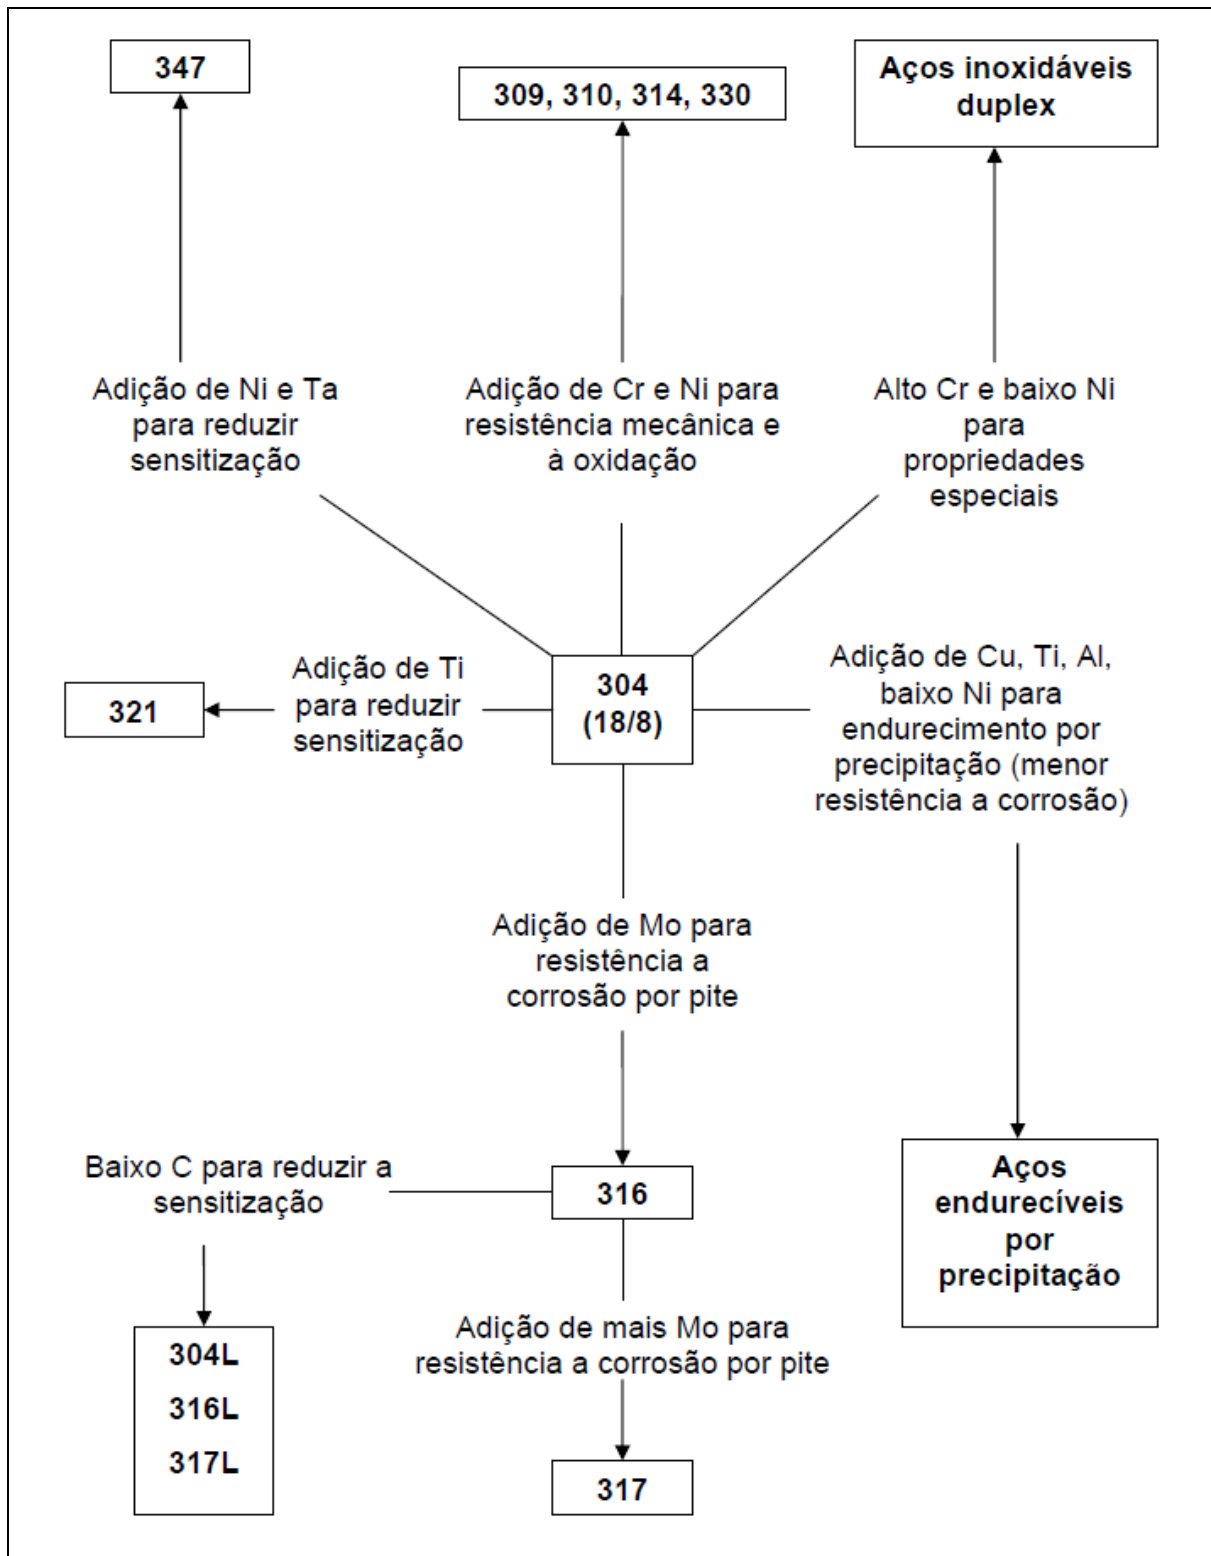 347
309, 310, 314, 330
Aços inoxidáveis
duplex
Adição de Ni e Ta
para reduzir
sensitização
Adição de Cr e Ni para
resistência mecânica e
à oxidação
Alto Cr e baixo Ni
para
propriedades
especiais
321
Adição de Ti
para reduzir
sensitização
304
(18/8)
Adição de Cu, Ti, Al,
baixo Ni para
endurecimento por
precipitação (menor
resistência a corrosão)
Adição de Mo para
resistência a
corrosão por pite
Baixo C para reduzir a
sensitização
316
Aços
endurecíveis
por
precipitação
304L
316L
317L
Adição de mais Mo para
resistência a corrosão por pite
317